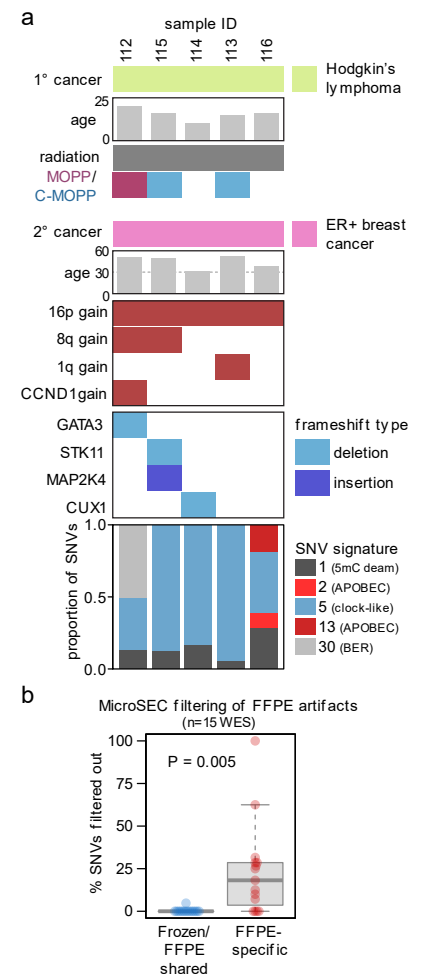 a
sample ID
112 115 114 113 116
1° cancer
Hodgkin's
lymphoma
25
age
0
radiation
MOPP/
C-MOPP
2° cancer
ER+ breast
cancer
60
age 30
0
16p gain
8q gain
1q gain
CCND1gain
GATA3
STK11
MAP2K4
CUX1
frameshift type
deletion
insertion
1.0
0.5
0.0
proportion of SNVs
SNV signature
1 (5mC deam)
2 (APOBEC)
5 (clock-like)
13 (APOBEC)
30 (BER)
b
MicroSEC filtering of FFPE artifacts
(n=15 WES)
P = 0.005
100
75
50
25
0
% SNVs filtered out
Frozen/
FFPE
shared
FFPE-
specific